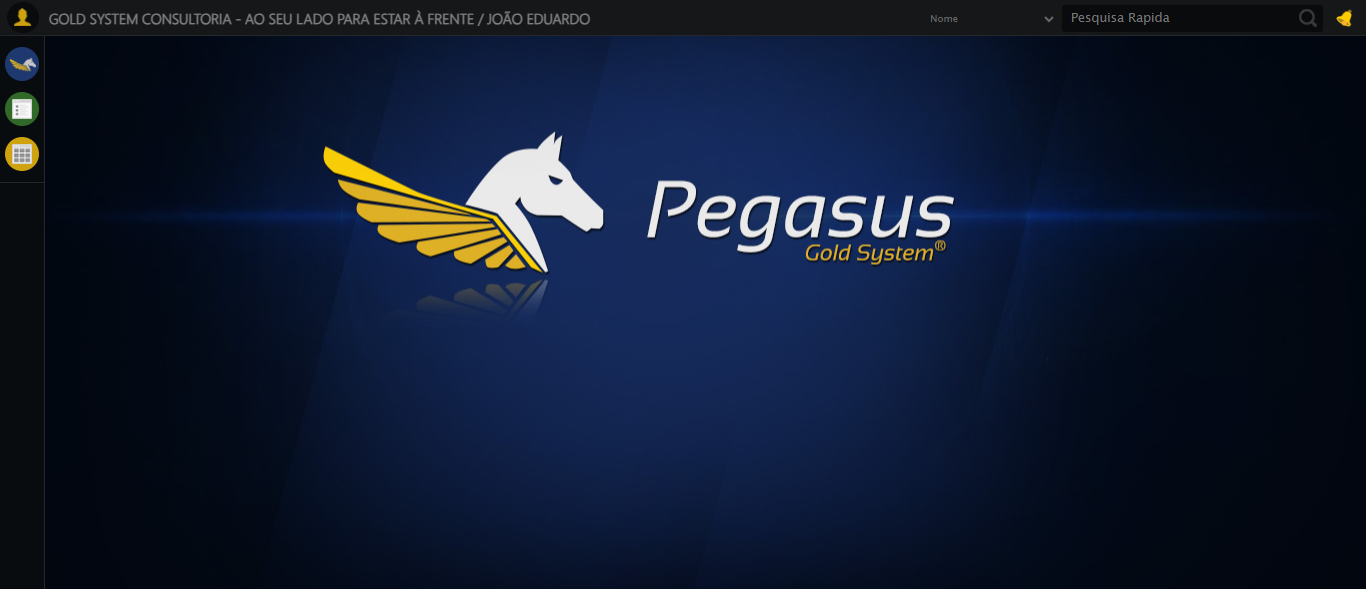 GOLD SYSTEM CONSULTORIA - AO SEU LADO PARA ESTAR À FRENTE / JOÃO EDUARDO
Nome
Pesquisa Rapida
Pegasus
Gold System®